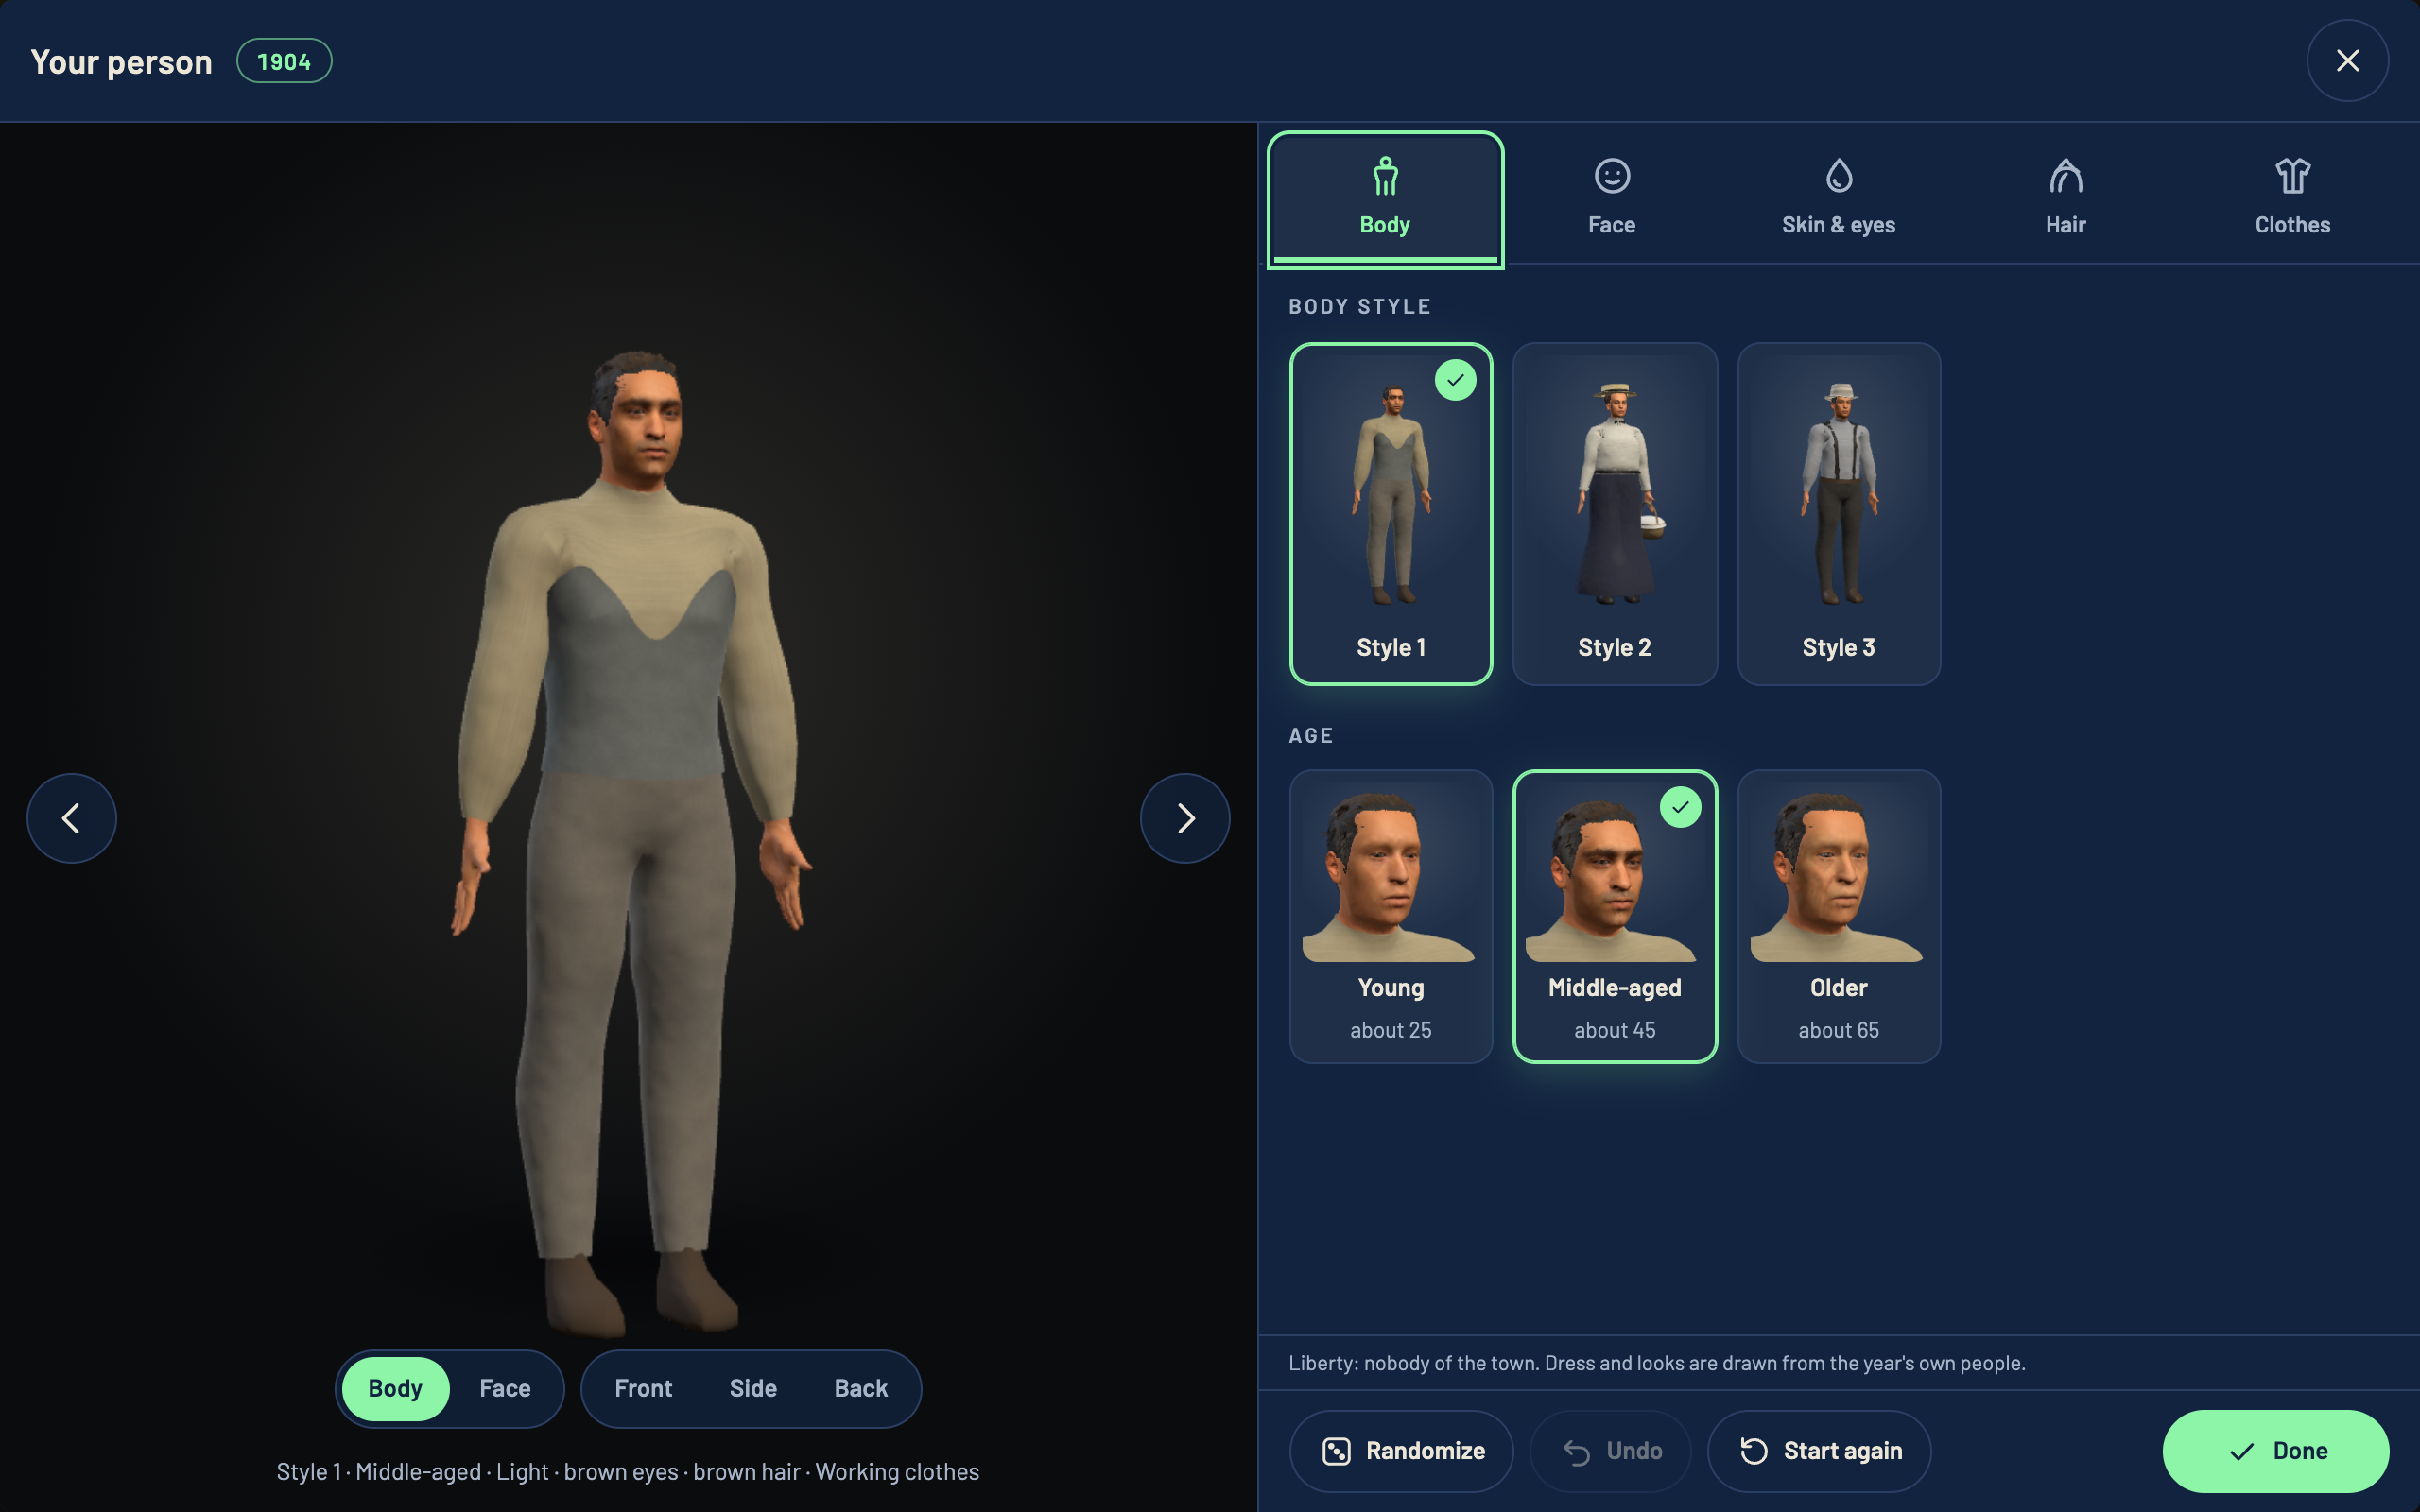 Your person
1904
Body
Face
Skin & eyes
Hair
Clothes
BODY STYLE
Style 1
Style 2
Style 3
AGE
Young
about 25
Middle-aged
about 45
Older
about 65
Body
Face
Front
Side
Back
Style 1 · Middle-aged · Light · brown eyes · brown hair · Working clothes
Liberty: nobody of the town. Dress and looks are drawn from the year's own people.
Randomize
Undo
Start again
Done